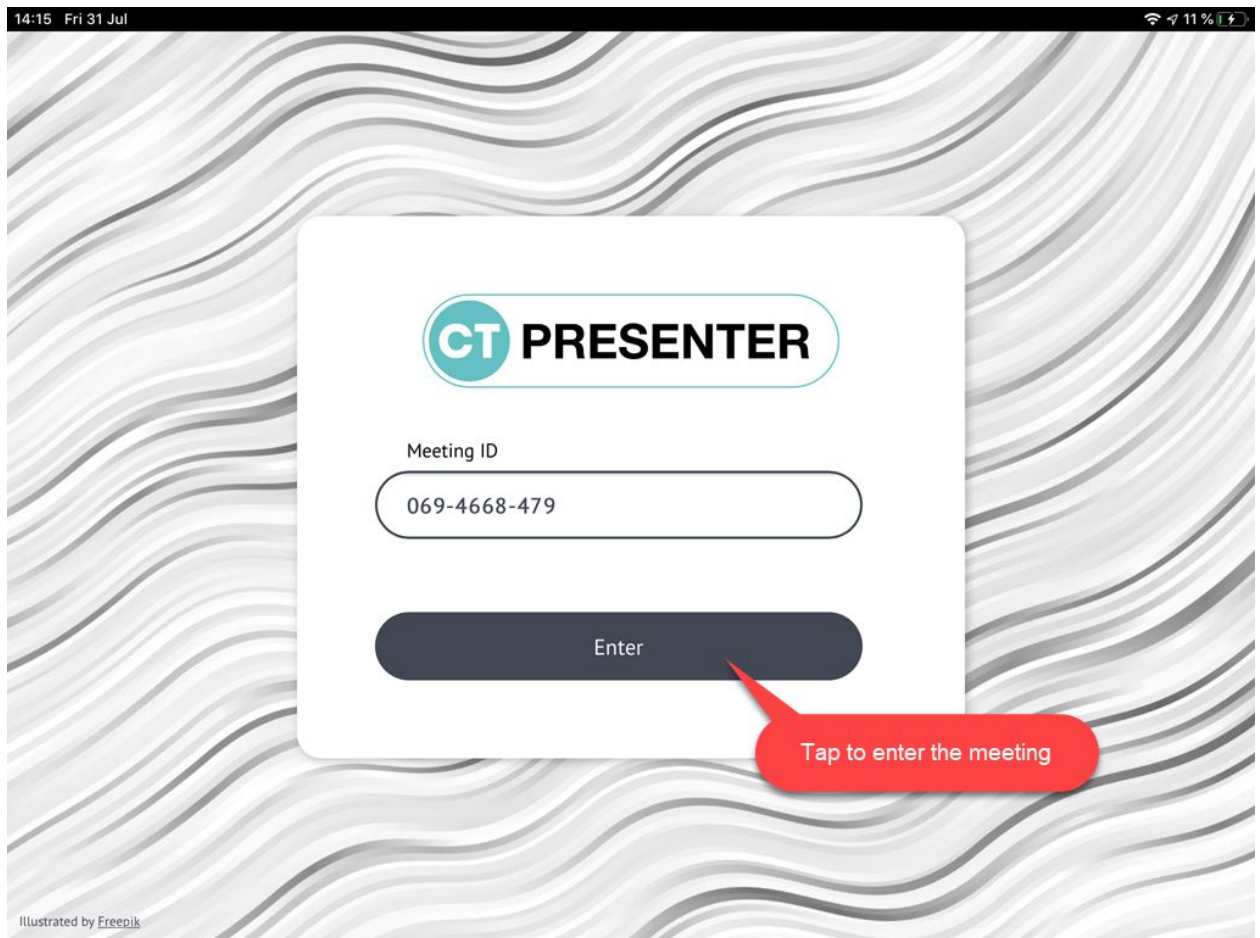 14:15 Fri 31 Jul 11 %
CT PRESENTER
Meeting ID
069-4668-479
Enter
Tap to enter the meeting
Illustrated by Freepik